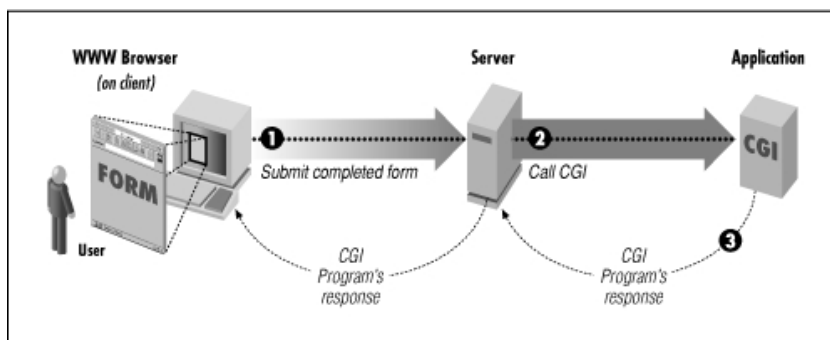 WWW Browser
(on client)
Server
Application
FORM
1
Submit completed form
2
Call CGI
CGI
User
CGI
Program's
response
3
CGI
Program's
response